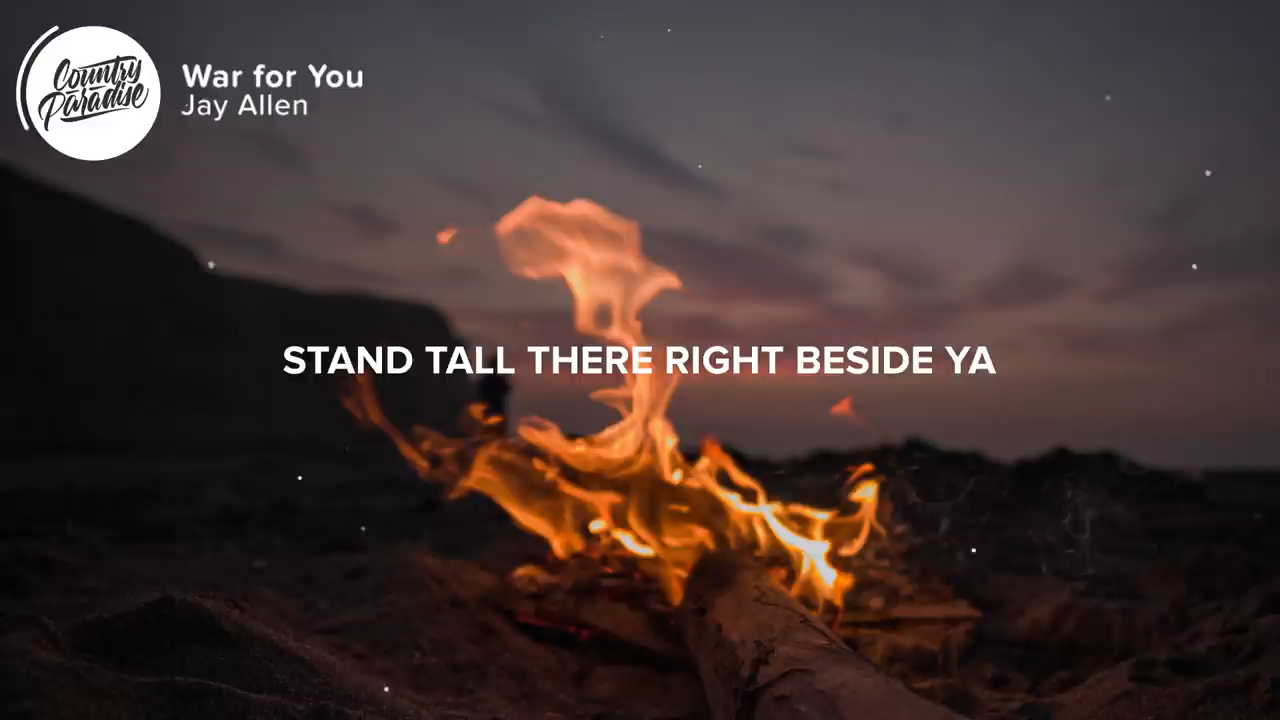 Country
Paradise
War for You
Jay Allen
STAND TALL THERE RIGHT BESIDE YA